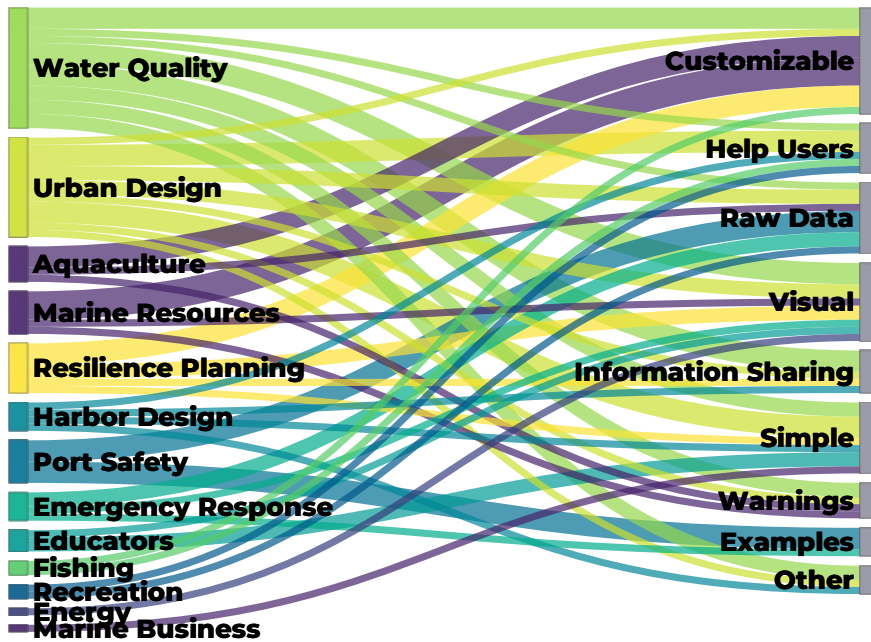 Water Quality
Urban Design
Aquaculture
Marine Resources
Resilience Planning
Harbor Design
Port Safety
Emergency Response
Educators
Fishing
Recreation
Energy
Marine Business
Customizable
Help Users
Raw Data
Visual
Information Sharing
Simple
Warnings
Examples
Other